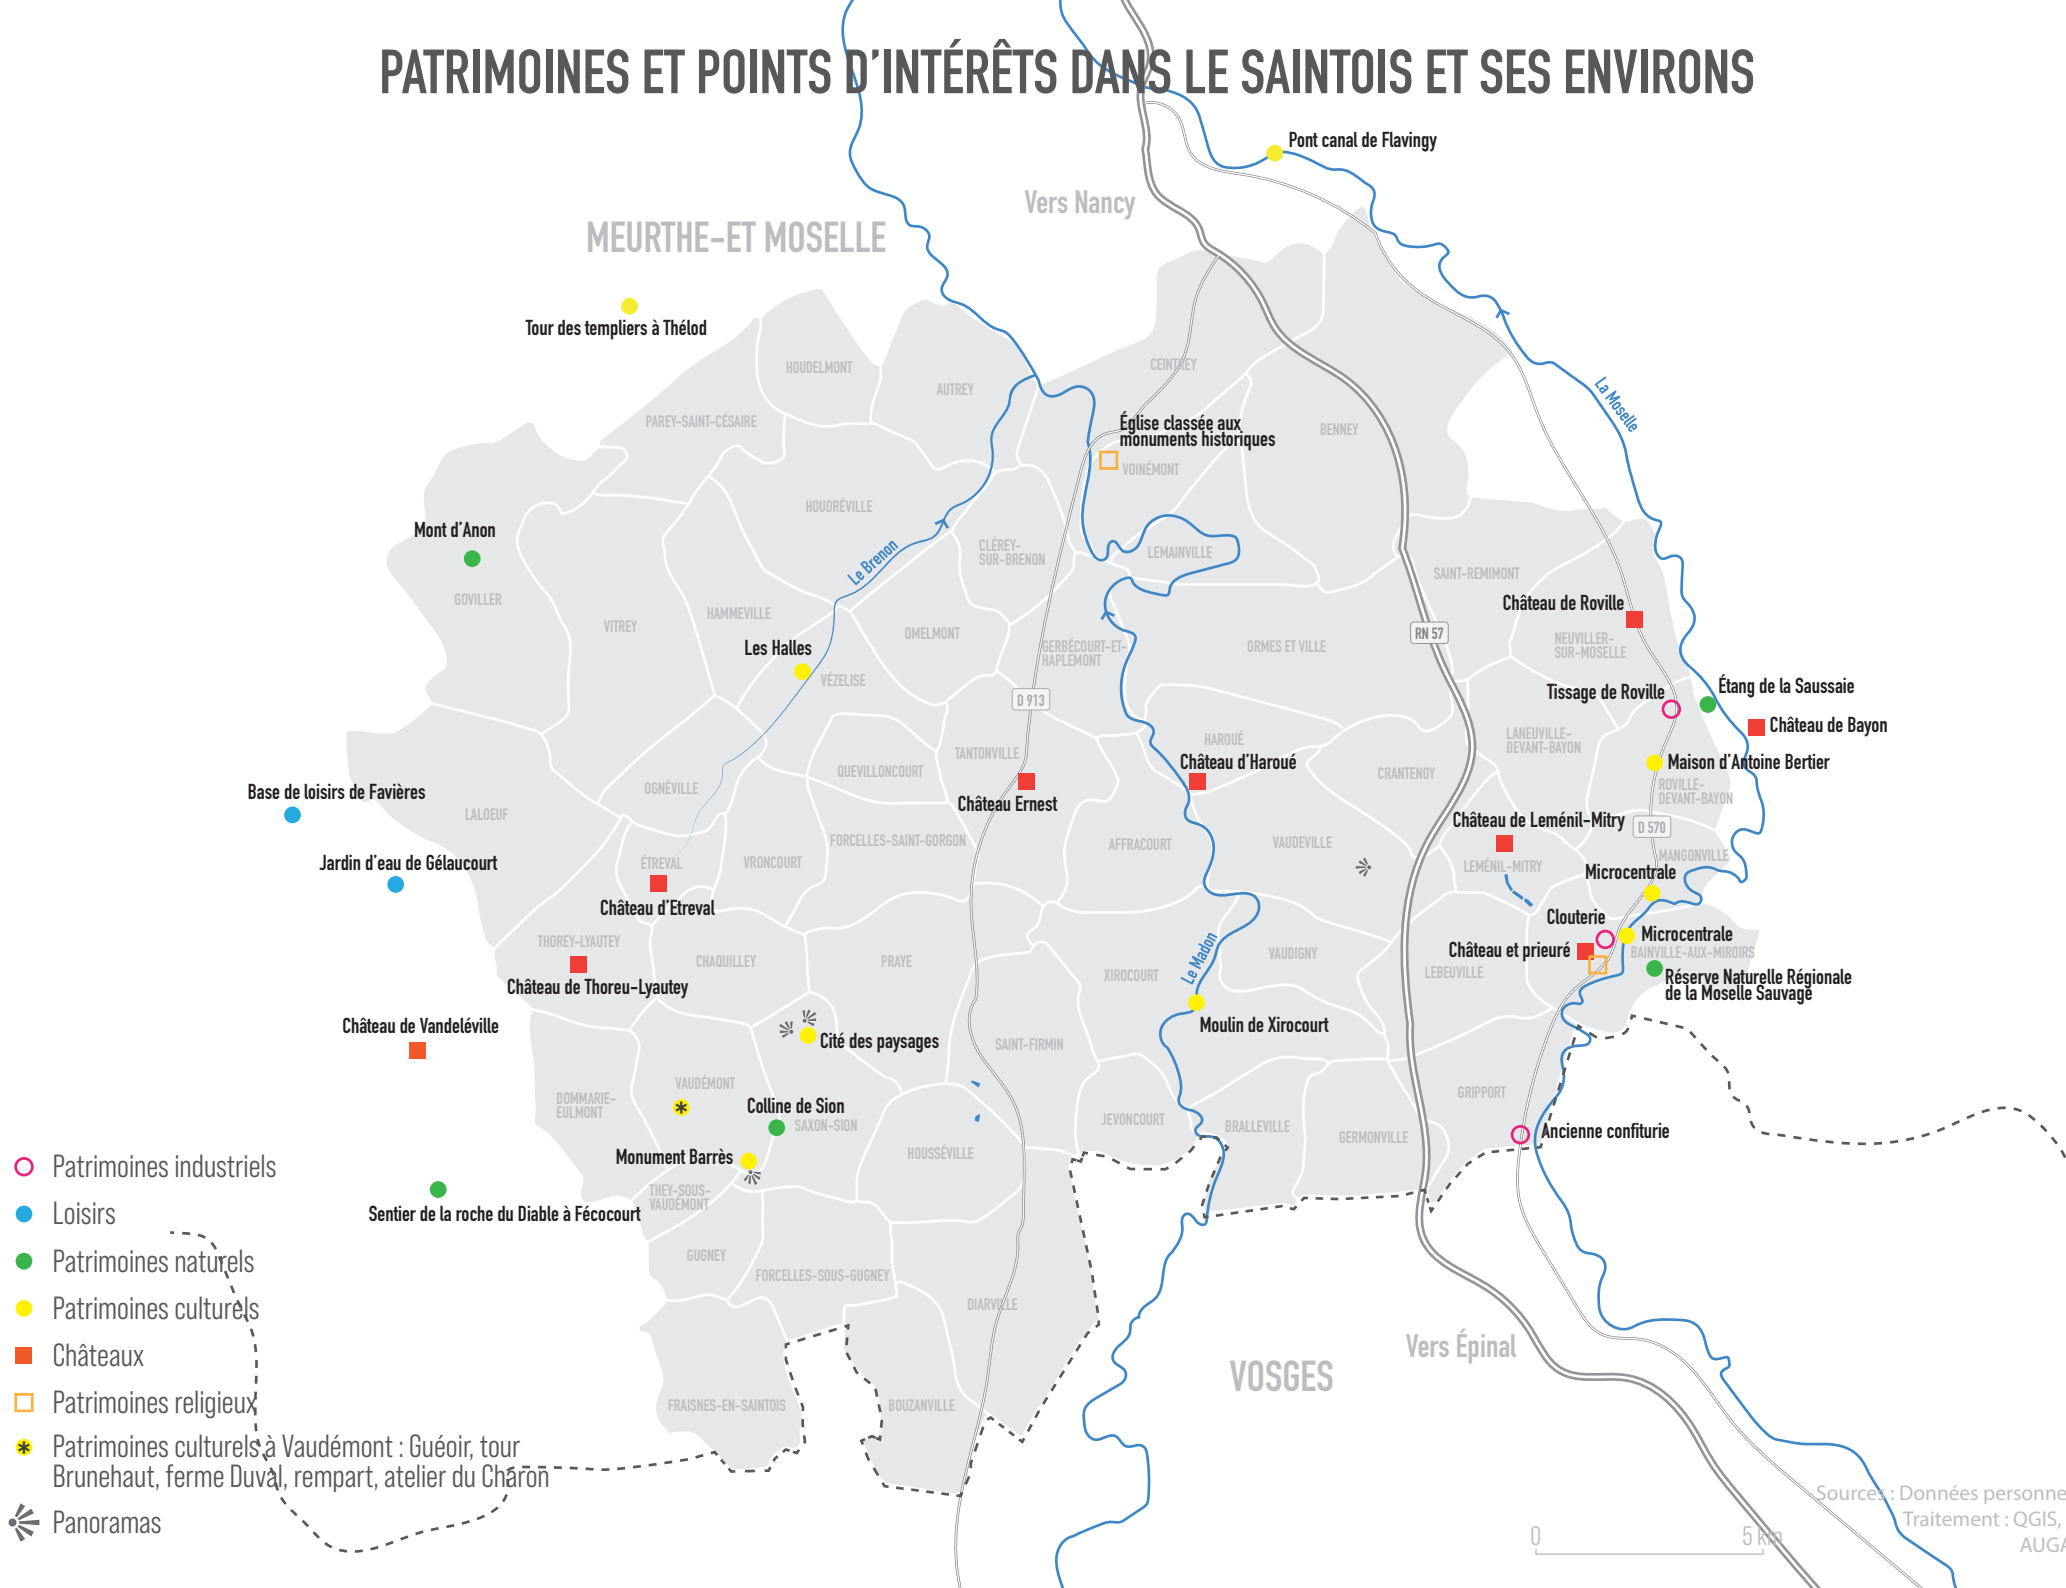 PATRIMOINES ET POINTS D’INTÉRÊTS DANS LE SAINTOIS ET SES ENVIRONS
Pont canal de Flavingy
Vers Nancy
MEURTHE-ET MOSELLE
Tour des templiers à Thélod
HOUDELMONT
CEINTREY
AUTREY
La Moselle
PAREY-SAINT-CÉSAIRE
Église classée aux
monuments historiques
BENNEY
VOINÉMONT
HOUDRÉVILLE
Mont d’Anon
CLÉREY-
SUR-BRENON
LEMAINVILLE
Le Brenon
SAINT-REMIMONT
GOVILLER
Château de Roville
HAMMEVILLE
VITREY
OMELMONT
RN 57
NEUVILLER-
SUR-MOSELLE
GERBÉCOURT-ET-
HAPLEMONT
ORMES ET VILLE
Les Halles
VÉZELISE
Étang de la Saussaie
Tissage de Roville
D 913
Château de Bayon
HAROUÉ
LANEUVILLE-
DEVANT-BAYON
TANTONVILLE
Château d’Haroué
Maison d’Antoine Bertier
QUEVILLONCOURT
CRANTENOY
OGNÉVILLE
ROVILLE-
DEVANT-BAYON
Base de loisirs de Favières
Château Ernest
LALOEUF
Château de Leménil-Mitry
D 570
FORCELLES-SAINT-GORGON
AFFRACOURT
VAUDEVILLE
MANGONVILLE
Jardin d’eau de Gélaucourt
ÉTREVAL
VRONCOURT
LEMÉNIL-MITRY
Microcentrale
Château d’Etreval
Clouterie
Microcentrale
THOREY-LYAUTEY
Château et prieuré
BAINVILLE-AUX-MIROIRS
Le Madon
VAUDIGNY
CHAQUILLEY
PRAYE
XIROCOURT
LEBEUVILLE
Réserve Naturelle Régionale
de la Moselle Sauvage
Château de Thoreu-Lyautey
Château de Vandeléville
Moulin de Xirocourt
Cité des paysages
SAINT-FIRMIN
VAUDÉMONT
GRIPPORT
DOMMARIE-
EULMONT
Colline de Sion
SAXON-SION
JEVONCOURT
BRALLEVILLE
GERMONVILLE
Ancienne confiturie
HOUSSÉVILLE
Monument Barrès
THEY-SOUS-
VAUDÉMONT
Sentier de la roche du Diable à Fécocourt
GUGNEY
FORCELLES-SOUS-GUGNEY
DIARVILLE
Vers Épinal
VOSGES
FRAISNES-EN-SAINTOIS
BOUZANVILLE
Patrimoines industriels
Loisirs
Patrimoines naturels
Patrimoines culturels
Châteaux
Patrimoines religieux
Patrimoines culturels à Vaudémont : Guéoir, tour
Brunehaut, ferme Duval, rempart, atelier du Charon
Panoramas
Sources : Données personne
Traitement : QGIS,
AUGA
0 5 km